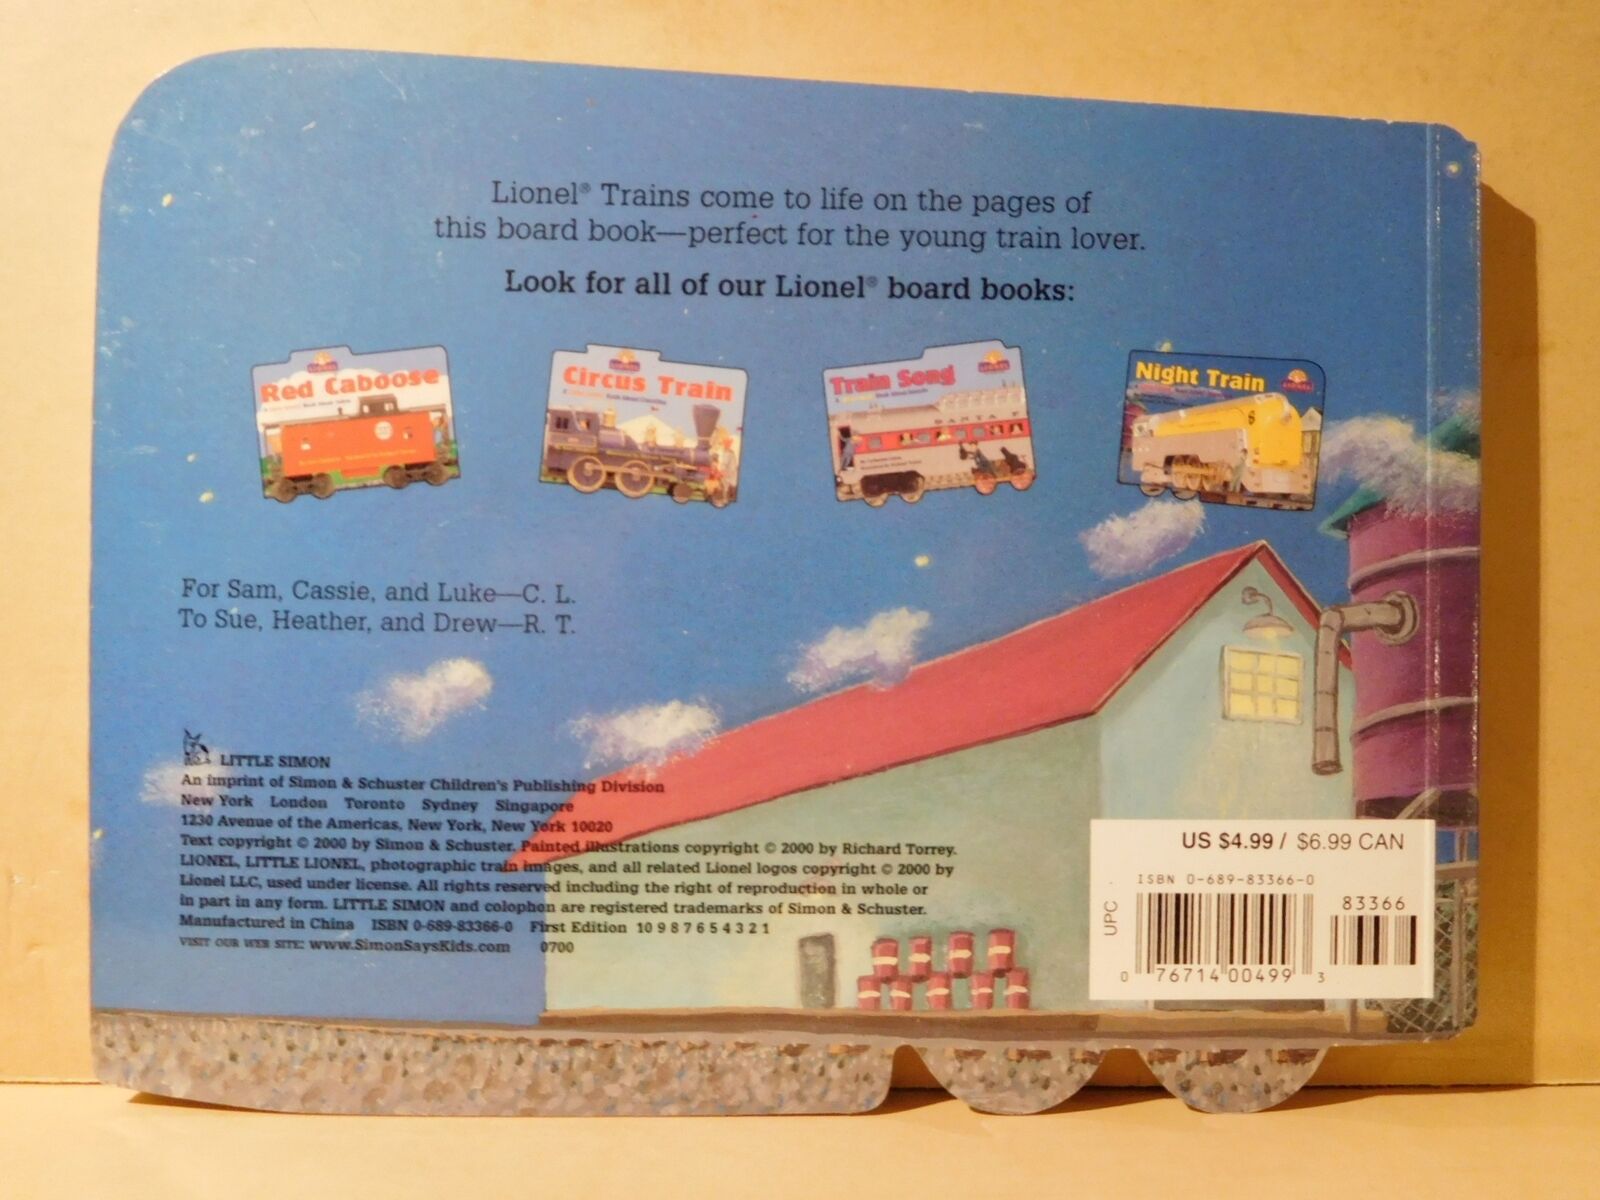 Lionel® Trains come to life on the pages of
this board book—perfect for the young train lover.
Look for all of our Lionel® board books:
Red Caboose
LIONEL
Circus Train
LIONEL
Train Song
LIONEL
SANTA F
Night Train
LIONEL
6
For Sam, Cassie, and Luke—C. L.
To Sue, Heather, and Drew—R. T.
LITTLE SIMON
An imprint of Simon & Schuster Children's Publishing Division
New York London Toronto Sydney Singapore
1230 Avenue of the Americas, New York, New York 10020
Text copyright © 2000 by Simon & Schuster. Painted illustrations copyright © 2000 by Richard Torrey.
LIONEL, LITTLE LIONEL, photographic train images, and all related Lionel logos copyright © 2000 by
Lionel LLC, used under license. All rights reserved including the right of reproduction in whole or
in part in any form. LITTLE SIMON and colophon are registered trademarks of Simon & Schuster.
Manufactured in China ISBN 0-689-83366-0 First Edition 10 9 8 7 6 5 4 3 2 1
VISIT OUR WEB SITE: www.SimonSaysKids.com 0700
US $4.99 / $6.99 CAN
ISBN 0-689-83366-0
83366
UPC
0 76714 00499 3